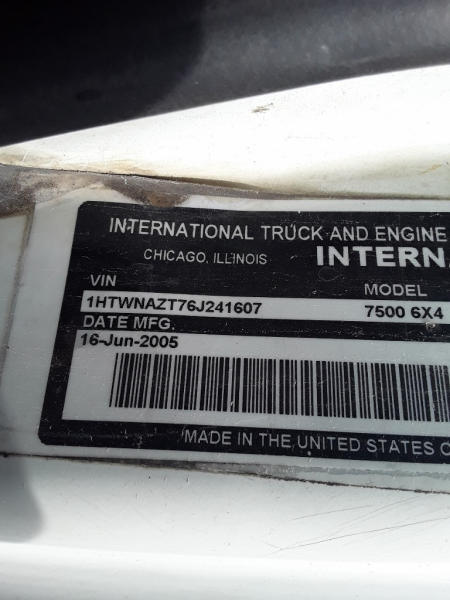 INTERNATIONAL TRUCK AND ENGINE
CHICAGO, ILLINOIS INTERN
VIN MODEL
1HTWNAZT76J241607 7500 6X4
DATE MFG.
16-Jun-2005
MADE IN THE UNITED STATES O